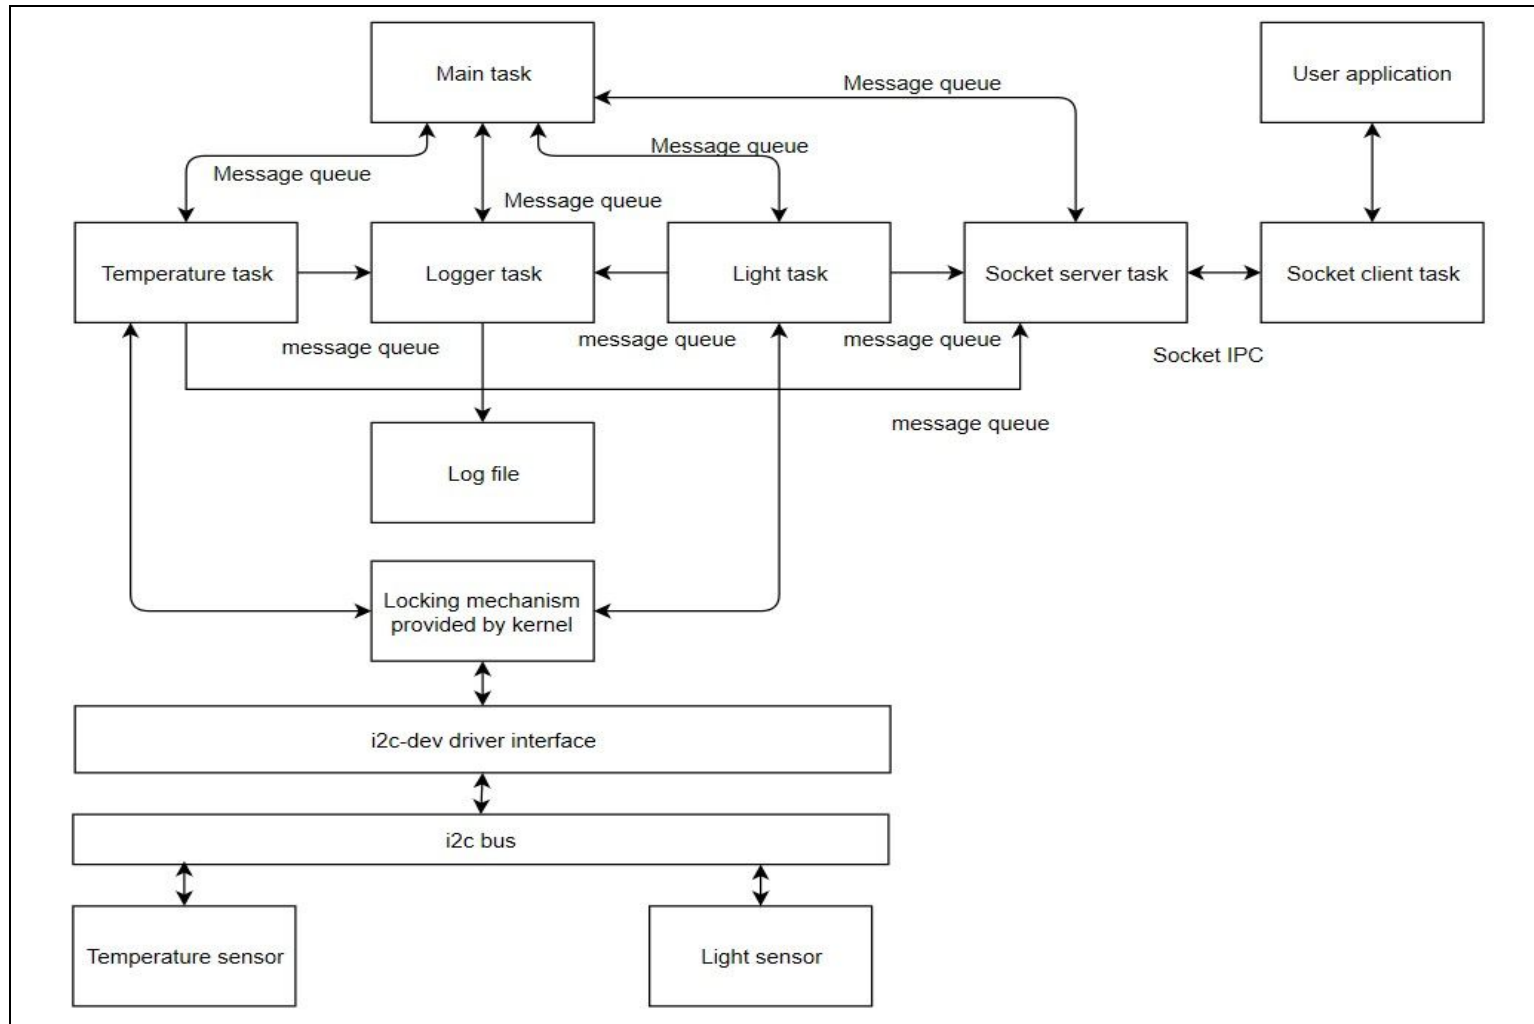 Main task
Message queue
User application
Message queue
Message queue
Message queue
Temperature task
Logger task
Light task
Socket server task
Socket client task
message queue
message queue
message queue
Socket IPC
message queue
Log file
Locking mechanism
provided by kernel
i2c-dev driver interface
i2c bus
Temperature sensor
Light sensor